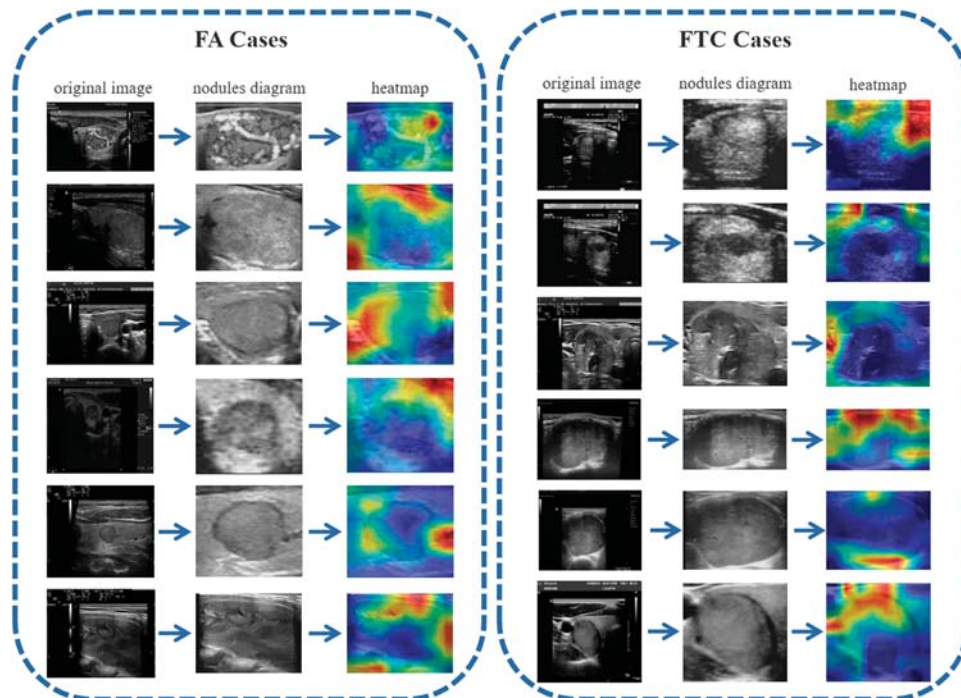 FA Cases
original image nodules diagram heatmap
FTC Cases
original image nodules diagram heatmap